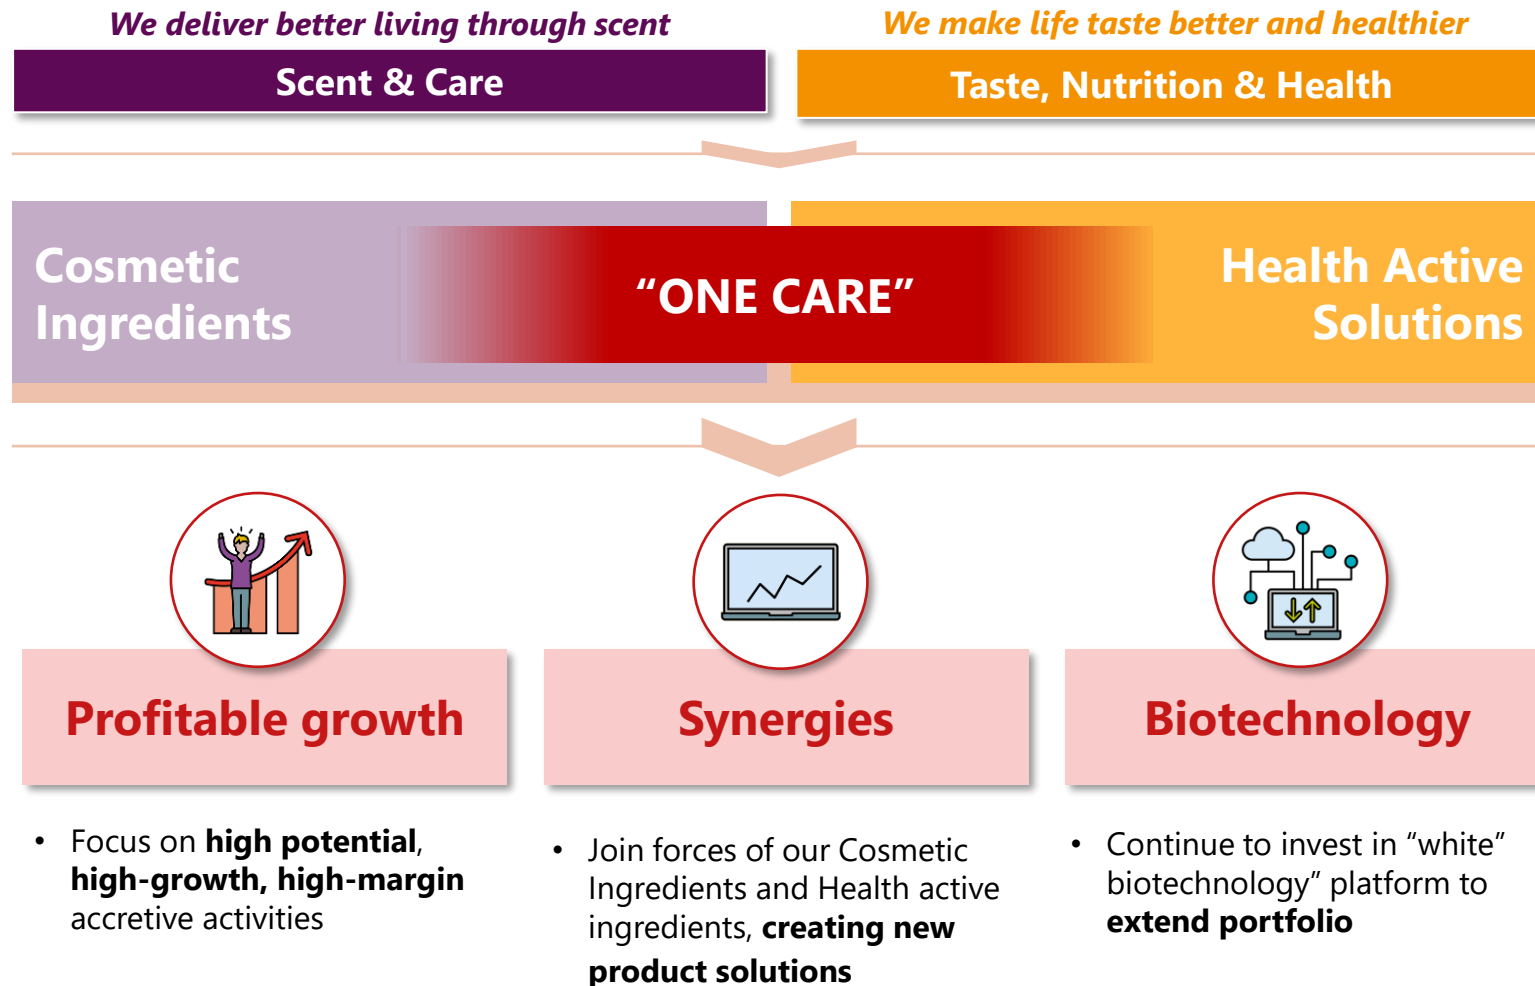 We deliver better living through scent
We make life taste better and healthier
Scent & Care
Taste, Nutrition & Health
Cosmetic
Ingredients
“ONE CARE”
Health Active
Solutions
Profitable growth
Synergies
Biotechnology
• Focus on high potential,
high-growth, high-margin
accretive activities
• Join forces of our Cosmetic
Ingredients and Health active
ingredients, creating new
product solutions
• Continue to invest in “white”
biotechnology” platform to
extend portfolio